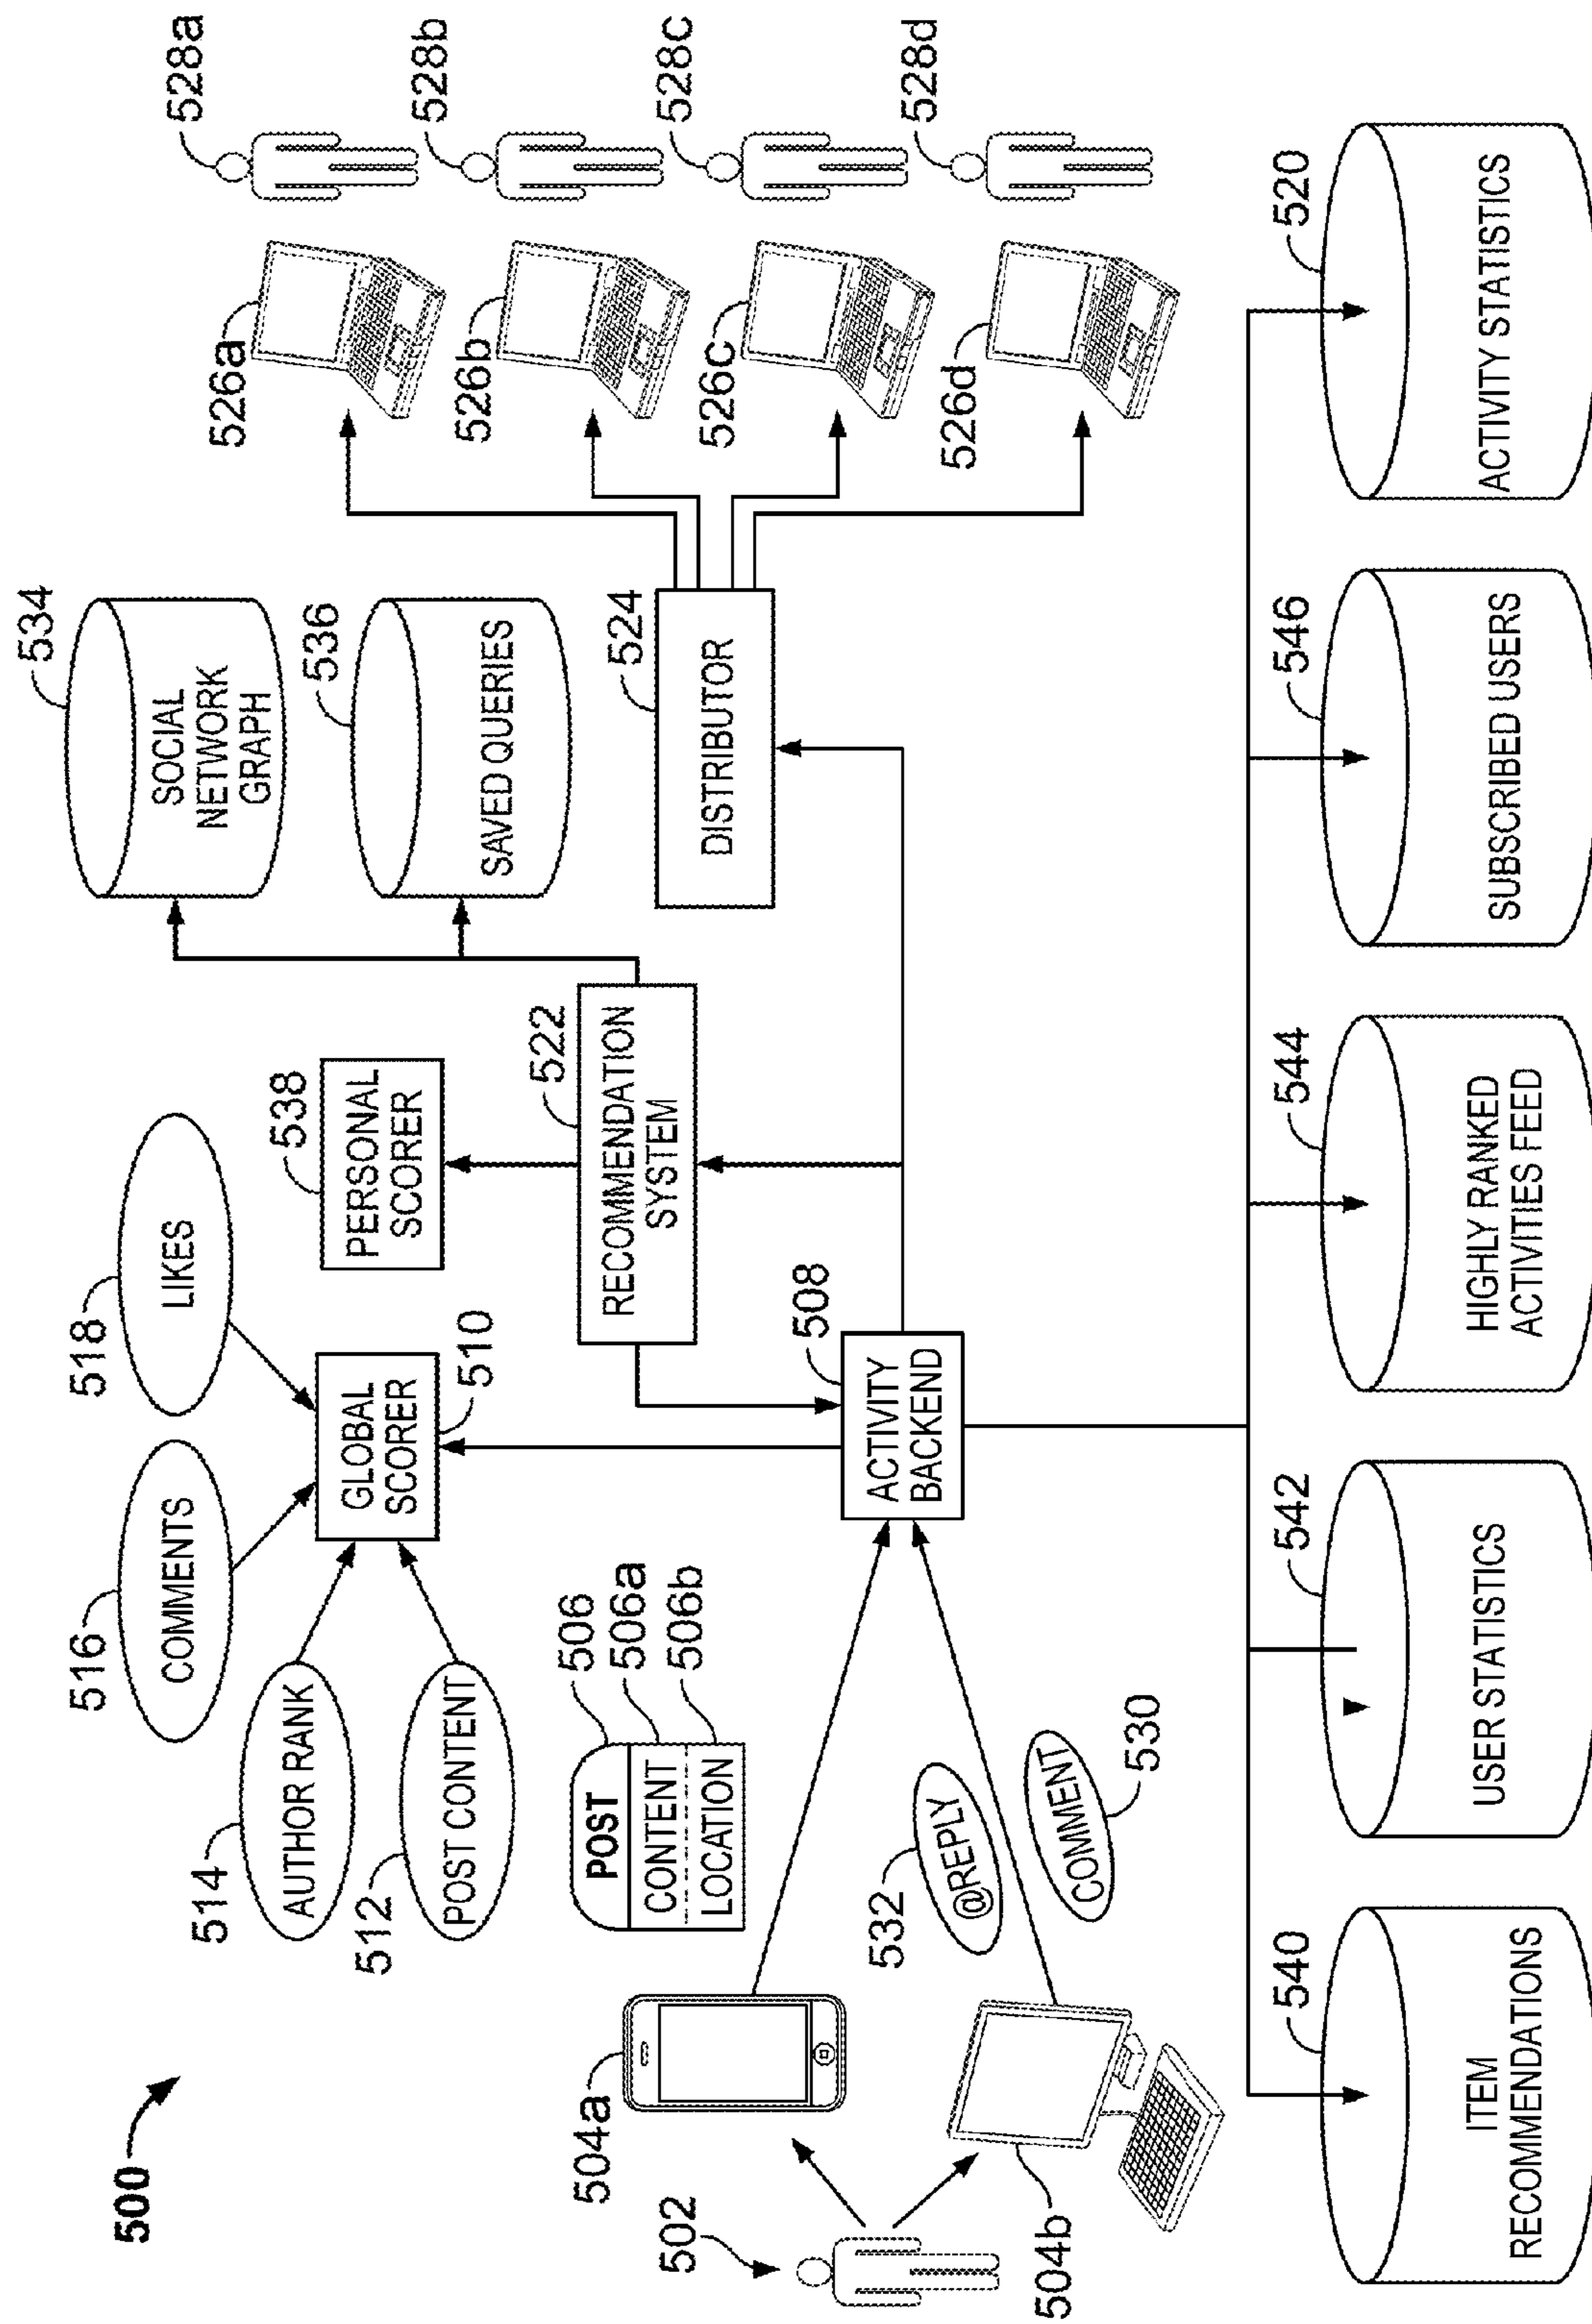 500
534
SOCIAL
NETWORK
GRAPH
528a
518
LIKES
516
COMMENTS
526a
536
SAVED QUERIES
528b
538
PERSONAL
SCORER
514
AUTHOR RANK
GLOBAL
SCORER
510
526b
512
POST CONTENT
522
RECOMMENDATION
SYSTEM
524
DISTRIBUTOR
528c
526c
506
506a
506b
POST
CONTENT
LOCATION
504a
528d
526d
508
ACTIVITY
BACKEND
502
532
@REPLY
COMMENT
530
504b
540
ITEM
RECOMMENDATIONS
542
USER STATISTICS
544
HIGHLY RANKED
ACTIVITIES FEED
546
SUBSCRIBED USERS
520
ACTIVITY STATISTICS